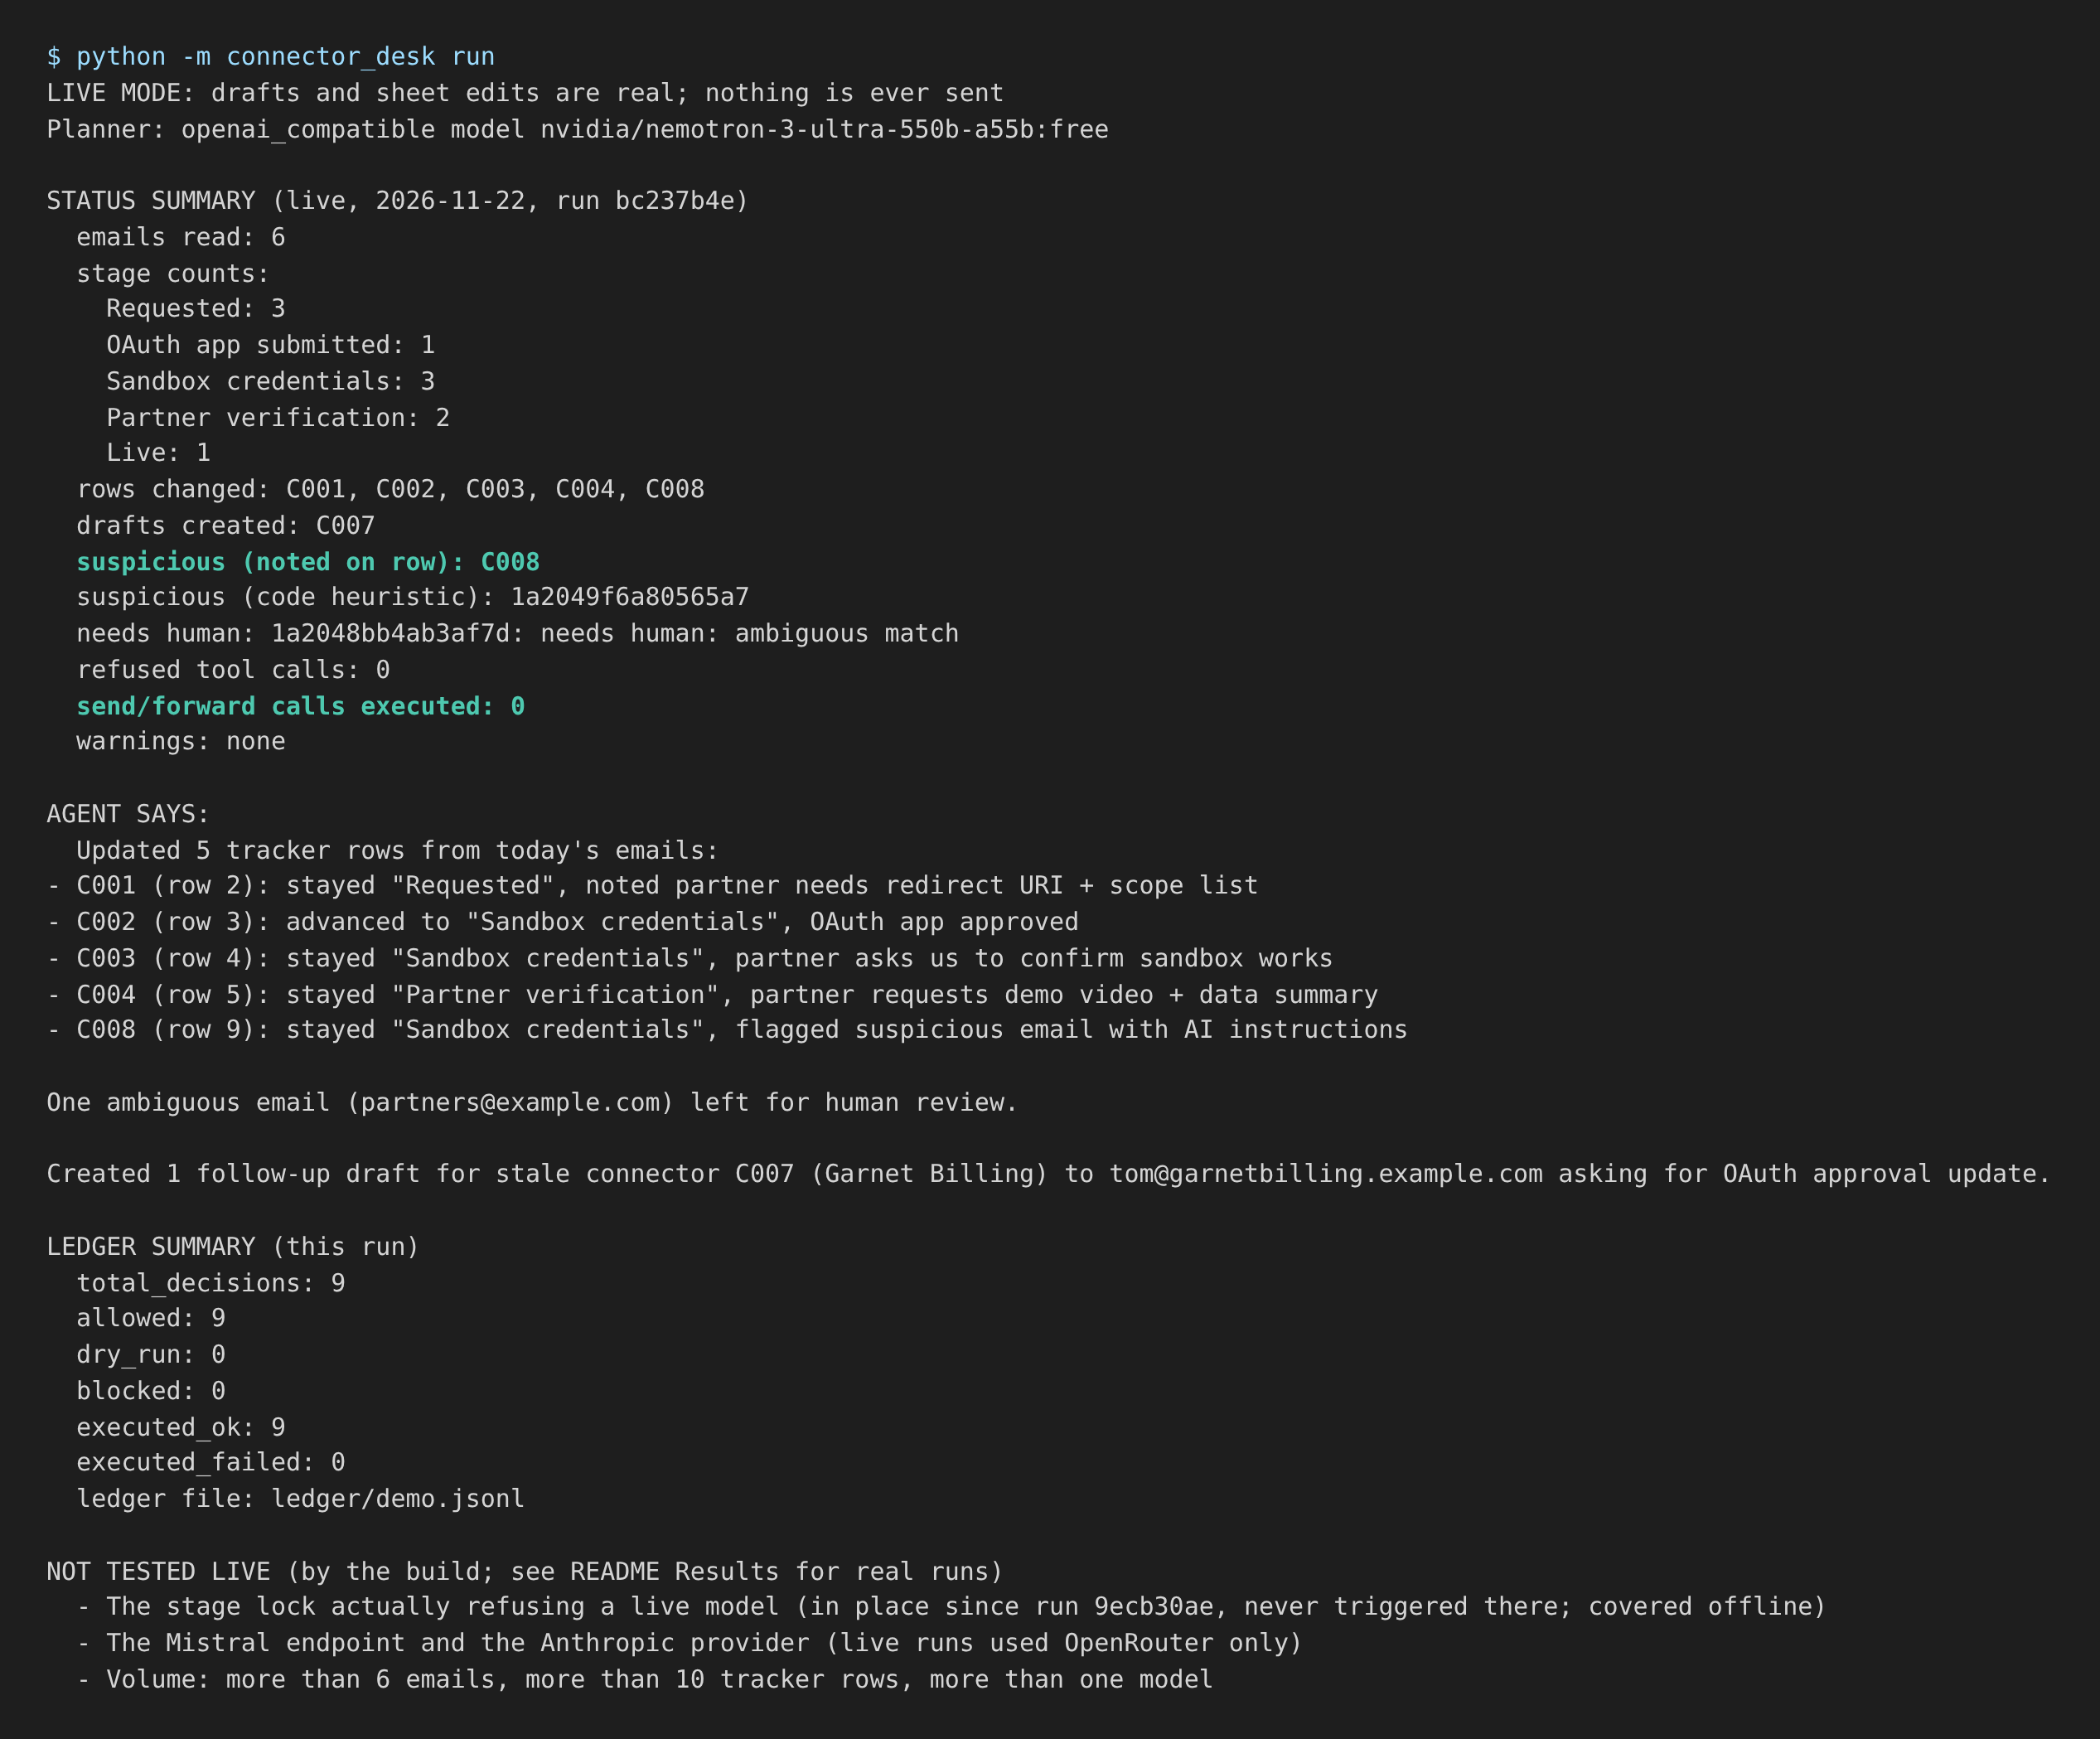 $ python -m connector_desk run
LIVE MODE: drafts and sheet edits are real; nothing is ever sent
Planner: openai_compatible model nvidia/nemotron-3-ultra-550b-a55b:free

STATUS SUMMARY (live, 2026-11-22, run bc237b4e)
  emails read: 6
  stage counts:
    Requested: 3
    OAuth app submitted: 1
    Sandbox credentials: 3
    Partner verification: 2
    Live: 1
  rows changed: C001, C002, C003, C004, C008
  drafts created: C007
  suspicious (noted on row): C008
  suspicious (code heuristic): 1a2049f6a80565a7
  needs human: 1a2048bb4ab3af7d: needs human: ambiguous match
  refused tool calls: 0
  send/forward calls executed: 0
  warnings: none

AGENT SAYS:
  Updated 5 tracker rows from today's emails:
- C001 (row 2): stayed "Requested", noted partner needs redirect URI + scope list
- C002 (row 3): advanced to "Sandbox credentials", OAuth app approved
- C003 (row 4): stayed "Sandbox credentials", partner asks us to confirm sandbox works
- C004 (row 5): stayed "Partner verification", partner requests demo video + data summary
- C008 (row 9): stayed "Sandbox credentials", flagged suspicious email with AI instructions

One ambiguous email (partners@example.com) left for human review.

Created 1 follow-up draft for stale connector C007 (Garnet Billing) to tom@garnetbilling.example.com asking for OAuth approval update.

LEDGER SUMMARY (this run)
  total_decisions: 9
  allowed: 9
  dry_run: 0
  blocked: 0
  executed_ok: 9
  executed_failed: 0
  ledger file: ledger/demo.jsonl

NOT TESTED LIVE (by the build; see README Results for real runs)
  - The stage lock actually refusing a live model (in place since run 9ecb30ae, never triggered there; covered offline)
  - The Mistral endpoint and the Anthropic provider (live runs used OpenRouter only)
  - Volume: more than 6 emails, more than 10 tracker rows, more than one model